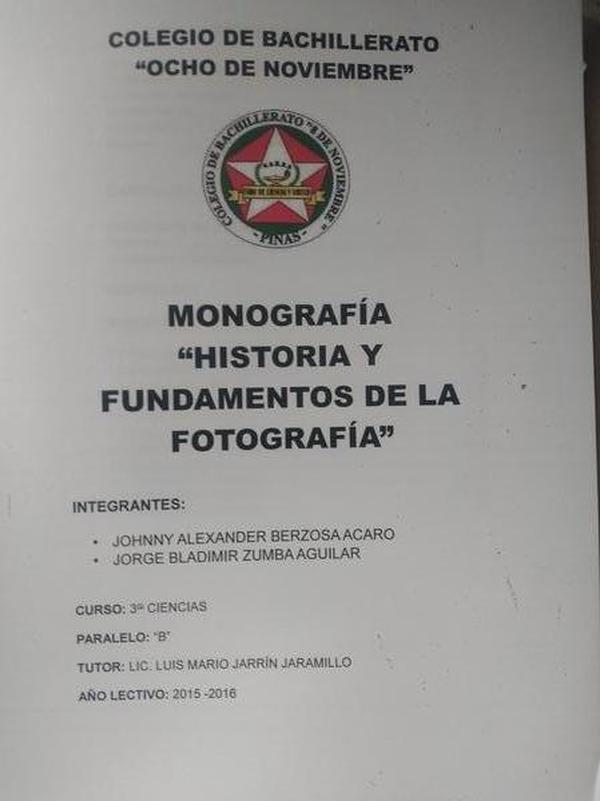 COLEGIO DE BACHILLERATO
“OCHO DE NOVIEMBRE”
COLEGIO DE BACHILLERATO "8 DE NOVIEMBRE"
- PIÑAS -
MONOGRAFÍA
“HISTORIA Y
FUNDAMENTOS DE LA
FOTOGRAFÍA”
INTEGRANTES:
• JOHNNY ALEXANDER BERZOSA ACARO
• JORGE BLADIMIR ZUMBA AGUILAR
CURSO: 3ro CIENCIAS
PARALELO: “B”
TUTOR: LIC. LUIS MARIO JARRÍN JARAMILLO
AÑO LECTIVO: 2015 -2016